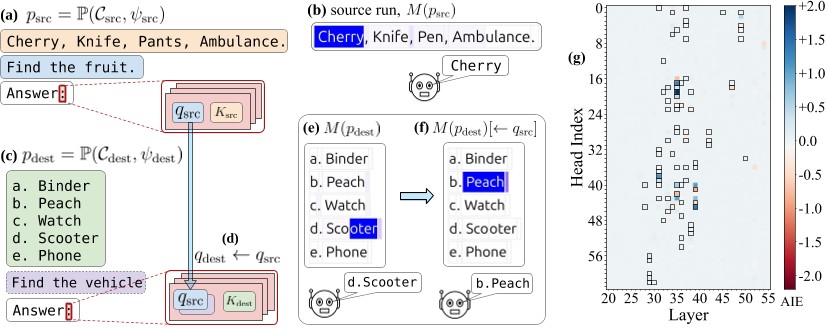 (a) p_src = ℙ(𝒞_src, ψ_src)
Cherry, Knife, Pants, Ambulance.
Find the fruit.
Answer:
q_src
K_src
(b) source run, M(p_src)
Cherry, Knife, Pen, Ambulance.
Cherry
(c) p_dest = ℙ(𝒞_dest, ψ_dest)
a. Binder
b. Peach
c. Watch
d. Scooter
e. Phone
Find the vehicle
Answer:
(d)
q_dest ← q_src
q_src
K_dest
(e) M(p_dest)
a. Binder
b. Peach
c. Watch
d. Scooter
e. Phone
d.Scooter
(f) M(p_dest)[← q_src]
a. Binder
b. Peach
c. Watch
d. Scooter
e. Phone
b.Peach
(g)
Head Index
0
8
16
24
32
40
48
56
20 25 30 35 40 45 50 55
Layer
+2.0
+1.5
+1.0
+0.5
0.0
-0.5
-1.0
-1.5
-2.0
AIE